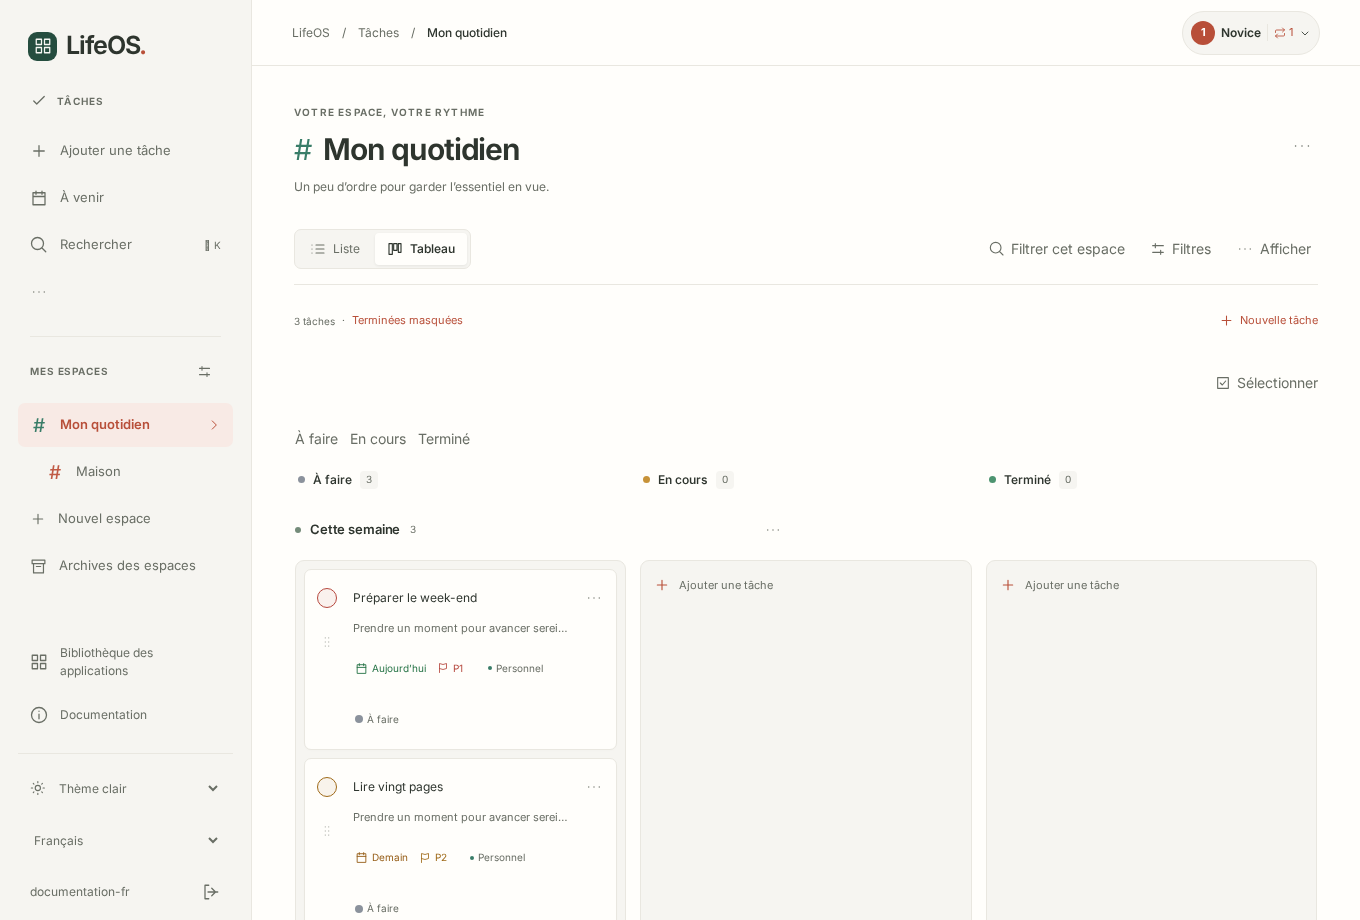 LifeOS.
TÂCHES
Ajouter une tâche
À venir
Rechercher
K
MES ESPACES
# Mon quotidien
# Maison
Nouvel espace
Archives des espaces
Bibliothèque des
applications
Documentation
Thème clair
Français
documentation-fr
LifeOS / Tâches / Mon quotidien
1 Novice 1
VOTRE ESPACE, VOTRE RYTHME
# Mon quotidien
Un peu d’ordre pour garder l’essentiel en vue.
Liste Tableau
Filtrer cet espace Filtres Afficher
3 tâches · Terminées masquées
Nouvelle tâche
Sélectionner
À faire En cours Terminé
À faire 3
En cours 0
Terminé 0
Cette semaine 3
Préparer le week-end
Prendre un moment pour avancer serei...
Aujourd’hui P1 • Personnel
À faire
Lire vingt pages
Prendre un moment pour avancer serei...
Demain P2 • Personnel
À faire
Ajouter une tâche
Ajouter une tâche